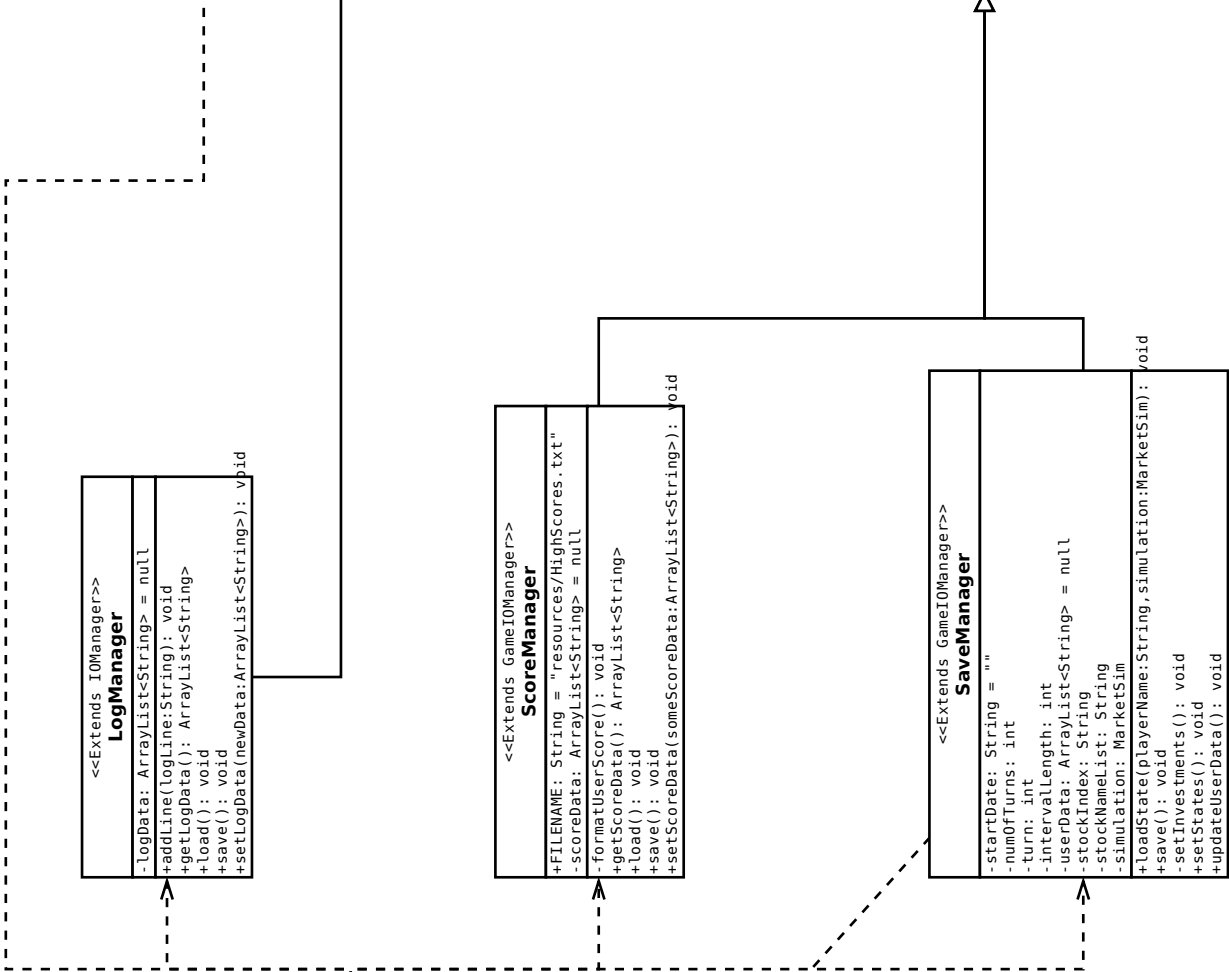 <<Extends IOManager>>
LogManager
-logData: ArrayList<String> = null
+addLine(logLine:String): void
+getLogData(): ArrayList<String>
+load(): void
+save(): void
+setLogData(newData:ArrayList<String>): void
<<Extends GameIOManager>>
ScoreManager
+FILENAME: String = "resources/HighScores.txt"
-scoreData: ArrayList<String> = null
-formatUserScore(): void
+getScoreData(): ArrayList<String>
+load(): void
+save(): void
+setScoreData(someScoreData:ArrayList<String>): void
<<Extends GameIOManager>>
SaveManager
-startDate: String = ""
-numOfTurns: int
-turn: int
-intervalLength: int
-userData: ArrayList<String> = null
-stockIndex: String
-stockNameList: String
-simulation: MarketSim
+loadState(playerName:String,simulation:MarketSim): void
+save(): void
-setInvestments(): void
+setStates(): void
+updateUserData(): void